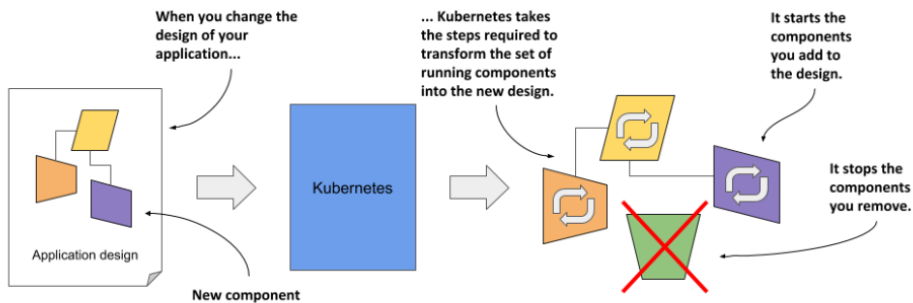 When you change the
design of your
application...
... Kubernetes takes
the steps required to
transform the set of
running components
into the new design.
It starts the
components
you add to
the design.
Kubernetes
It stops the
components
you remove.
Application design
New component